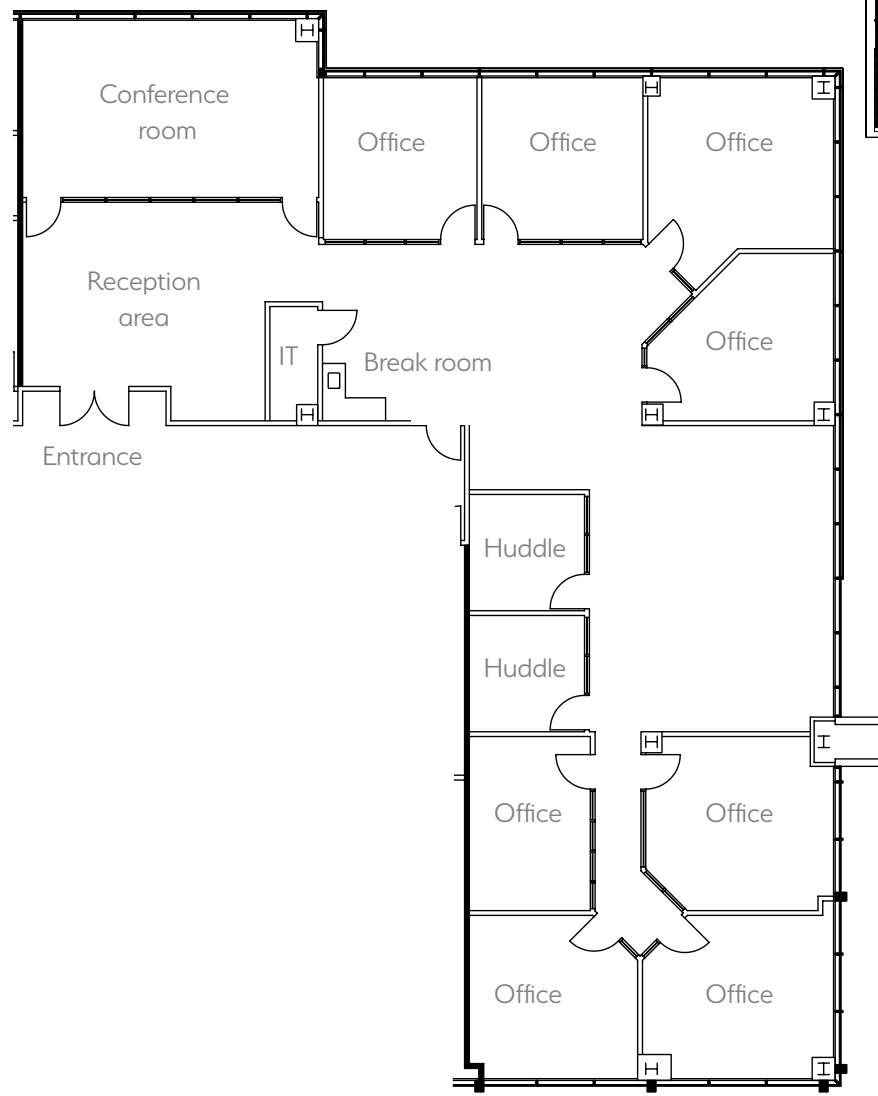 Conference
room
Office
Office
Office
Reception
area
IT
Break room
Office
Entrance
Huddle
Huddle
Office
Office
Office
Office